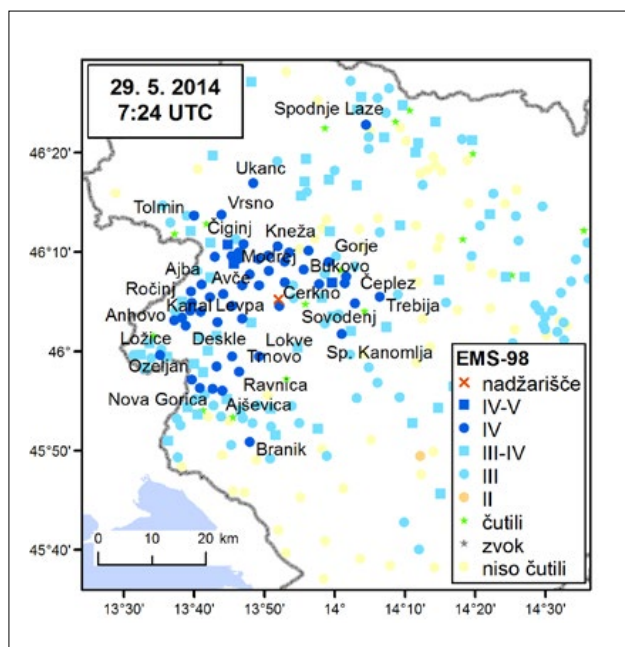 29. 5. 2014
7:24 UTC
Spodnje Laze
46°20'
Ukanc
Tolmin
Vrsno
Čiginj
Kneža
46°10'
Modrej
Gorje
Ajba
Bukovo
Avče
Ročinj
Cerkno
Čeplez
Kartal
Levpa
Trebija
Anhovo
Sovodenj
Ložice
Deskle
Lokve
46°
Trnovo
Sp. Kanomlja
Ozeljan
Ravnica
Nova Gorica
Ajševica
45°50'
Branik
45°40'
0 10 20 km
EMS-98
nadžarišče
IV-V
IV
III-IV
III
II
čutili
zvok
niso čutili
13°30' 13°40' 13°50' 14° 14°10' 14°20' 14°30'